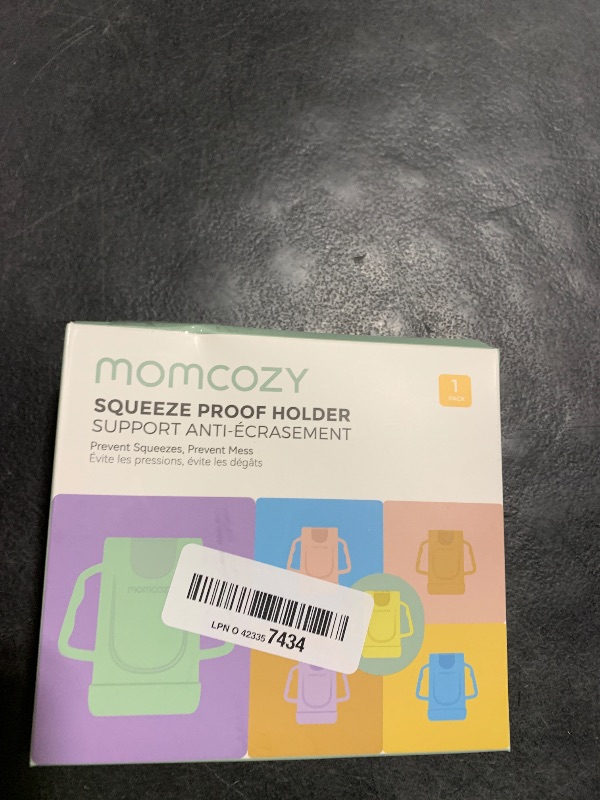 momcozy
1
PACK
SQUEEZE PROOF HOLDER
SUPPORT ANTI-ÉCRASEMENT
Prevent Squeezes, Prevent Mess
Évite les pressions, évite les dégâts
momcozy
LPN O 42335 7434